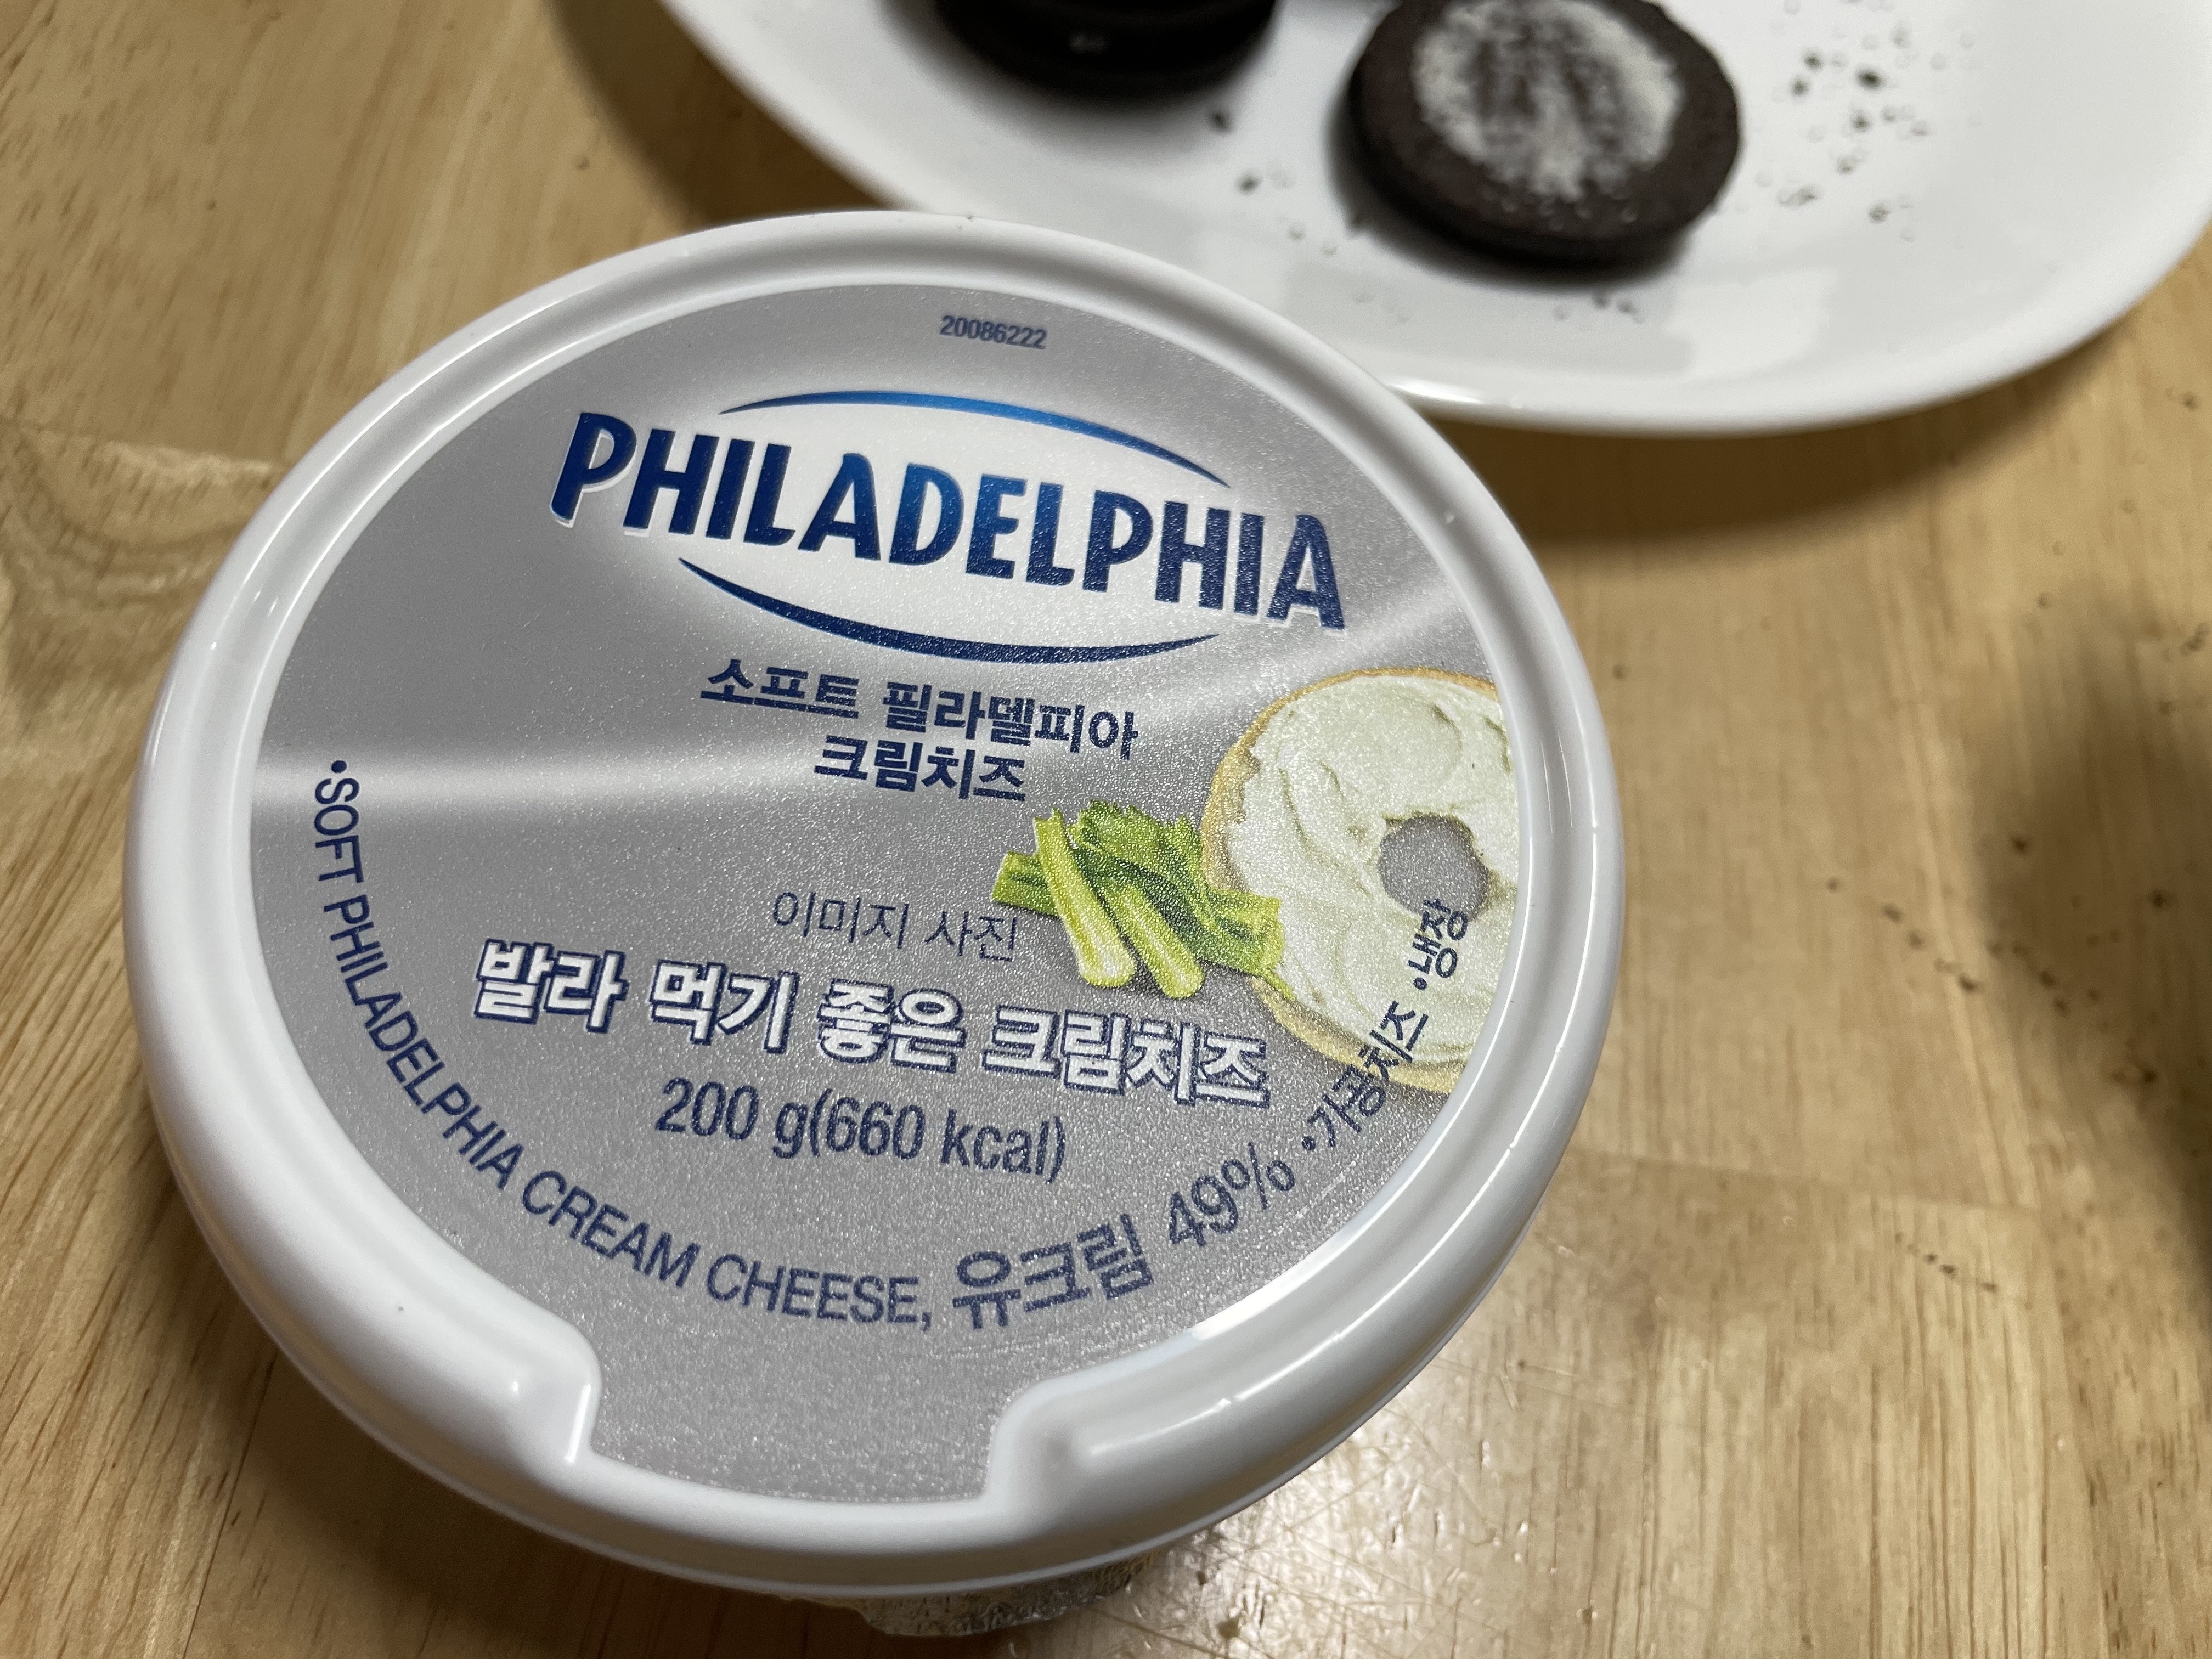 20086222
PHILADELPHIA
소프트 필라델피아
크림치즈
이미지 사진
발라 먹기 좋은 크림치즈
200 g(660 kcal)
•SOFT PHILADELPHIA CREAM CHEESE, 유크림 49% •가공치즈 •냉장